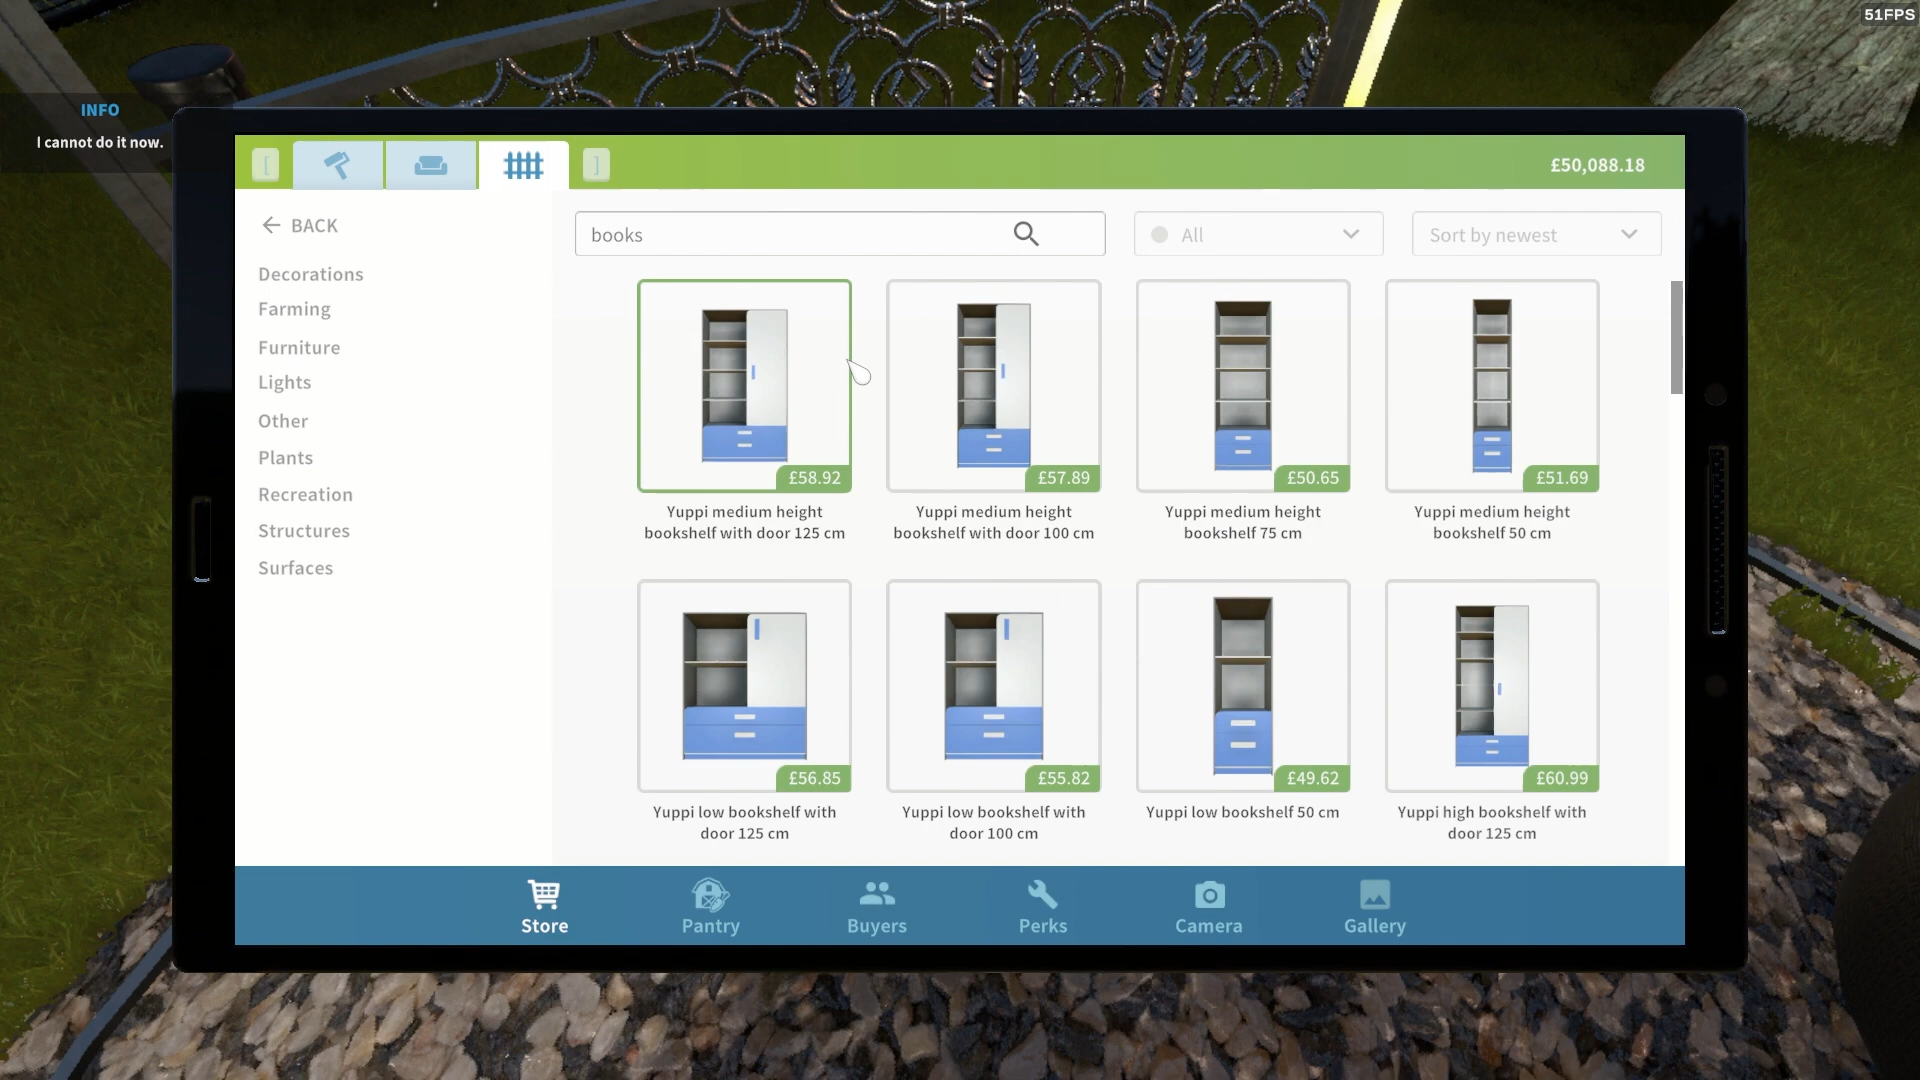 51FPS
INFO
I cannot do it now.
[
]
£50,088.18
BACK
Decorations
Farming
Furniture
Lights
Other
Plants
Recreation
Structures
Surfaces
books
All
Sort by newest
£58.92
£57.89
£50.65
£51.69
Yuppi medium height
bookshelf with door 125 cm
Yuppi medium height
bookshelf with door 100 cm
Yuppi medium height
bookshelf 75 cm
Yuppi medium height
bookshelf 50 cm
£56.85
£55.82
£49.62
£60.99
Yuppi low bookshelf with
door 125 cm
Yuppi low bookshelf with
door 100 cm
Yuppi low bookshelf 50 cm
Yuppi high bookshelf with
door 125 cm
Store
Pantry
Buyers
Perks
Camera
Gallery